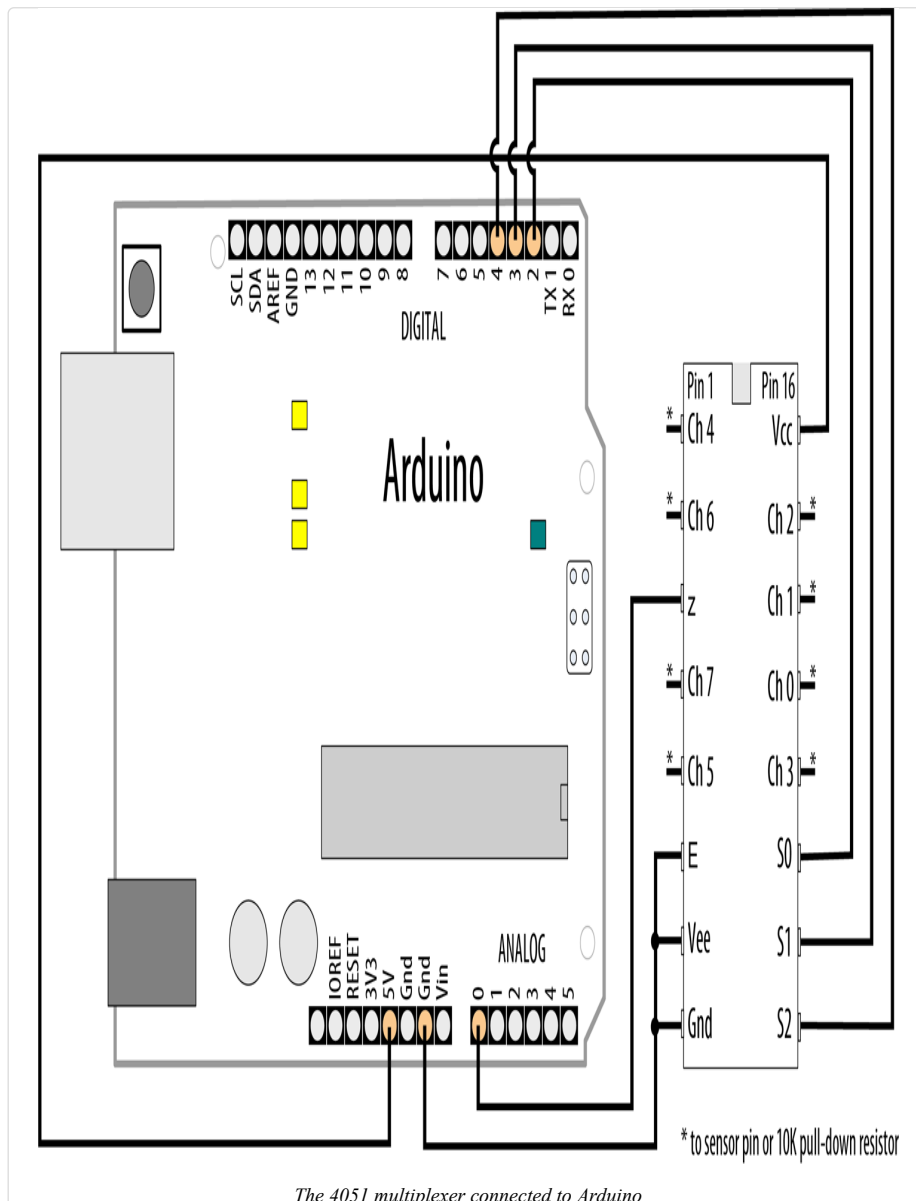 SCL
SDA
AREF
GND
13
12
11
10
9
8
7
6
5
4
3
2
TX 1
RX 0
DIGITAL
Arduino
Pin 1
Pin 16
* Ch 4
Vcc
* Ch 6
Ch 2 *
z
Ch 1 *
* Ch 7
Ch 0 *
* Ch 5
Ch 3 *
E
S0
Vee
S1
Gnd
S2
ANALOG
IOREF
RESET
3V3
5V
Gnd
Gnd
Vin
0
1
2
3
4
5
* to sensor pin or 10K pull-down resistor
The 4051 multiplexer connected to Arduino